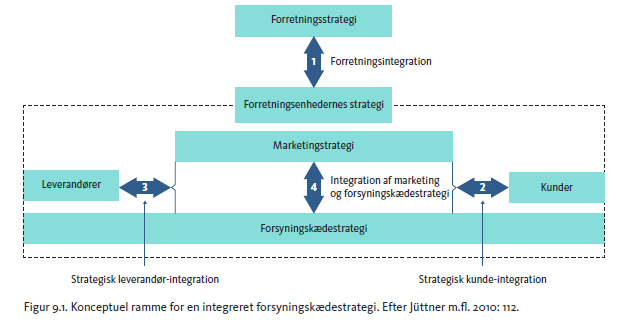 Forretningsstrategi
1
Forretningsintegration
Forretningsenhedernes strategi
Marketingstrategi
Leverandører
3
4
Integration af marketing
og forsyningskædestrategi
2
Kunder
Forsyningskædestrategi
Strategisk leverandør-integration
Strategisk kunde-integration
Figur 9.1. Konceptuel ramme for en integreret forsyningskædestrategi. Efter Jüttner m.fl. 2010: 112.